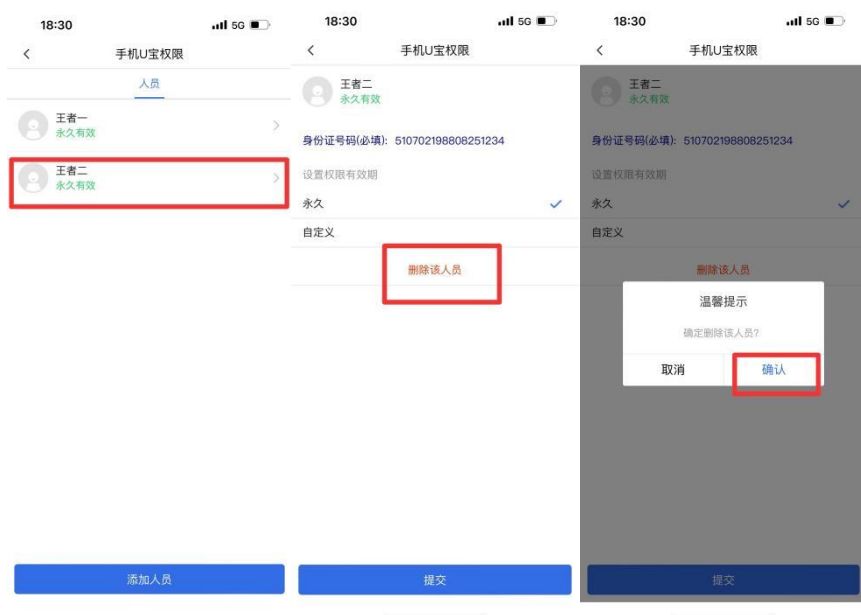 18:30
5G
手机U宝权限
人员
王者一
永久有效
王者二
永久有效
添加人员
18:30
5G
手机U宝权限
王者二
永久有效
身份证号码(必填): 510702198808251234
设置权限有效期
永久
自定义
删除该人员
提交
18:30
5G
手机U宝权限
王者二
永久有效
身份证号码(必填): 510702198808251234
设置权限有效期
永久
自定义
删除该人员
温馨提示
确定删除该人员?
取消
确认
提交